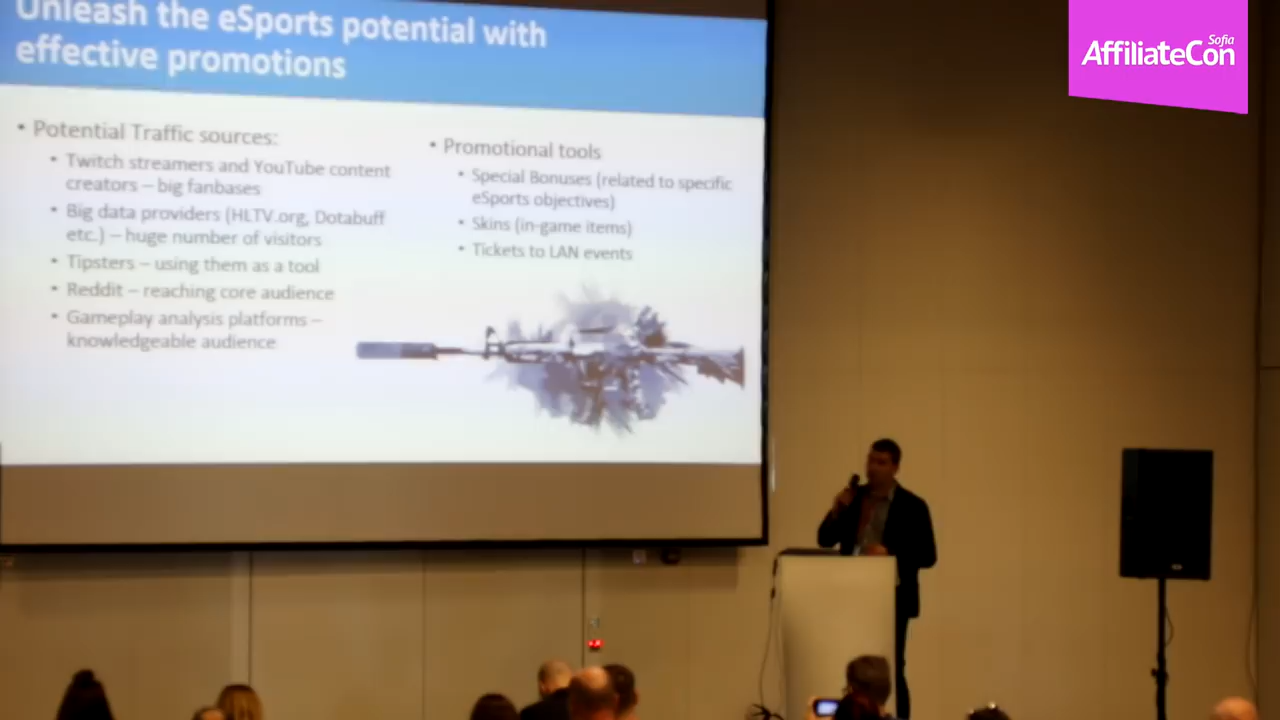 Unleash the eSports potential with
effective promotions
• Potential Traffic sources:
• Twitch streamers and YouTube content
creators – big fanbases
• Big data providers (HLTV.org, Dotabuff
etc.) – huge number of visitors
• Tipsters – using them as a tool
• Reddit – reaching core audience
• Gameplay analysis platforms –
knowledgeable audience
• Promotional tools
• Special Bonuses (related to specific
eSports objectives)
• Skins (in-game items)
• Tickets to LAN events
Sofia
AffiliateCon